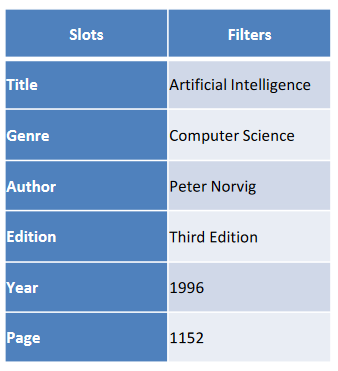 Slots Filters
Title Artificial Intelligence
Genre Computer Science
Author Peter Norvig
Edition Third Edition
Year 1996
Page 1152